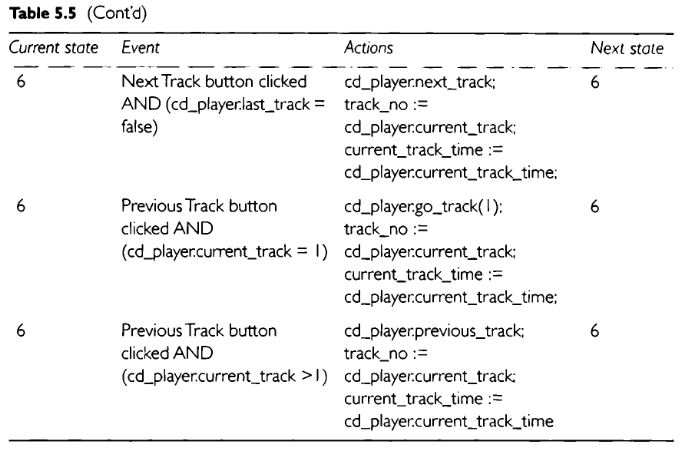 Table 5.5 (Cont'd)
Current state Event Actions Next state
6 Next Track button clicked cd_player.next_track; 6
AND (cd_player.last_track = track_no :=
false) cd_player.current_track;
current_track_time :=
cd_player.current_track_time;
6 Previous Track button cd_player.go_track(1); 6
clicked AND track_no :=
(cd_player.current_track = 1) cd_player.current_track;
current_track_time :=
cd_player.current_track_time;
6 Previous Track button cd_player.previous_track; 6
clicked AND track_no :=
(cd_player.current_track >1) cd_player.current_track;
current_track_time :=
cd_player.current_track_time